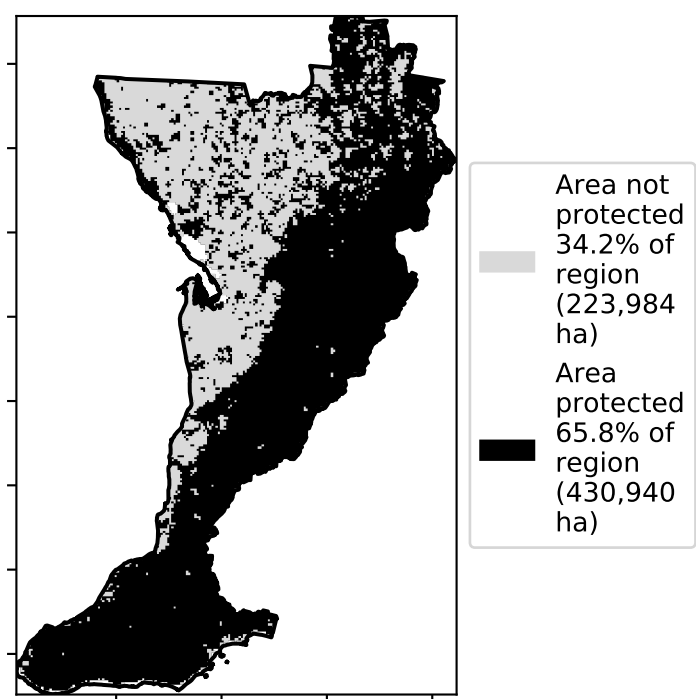 Area not
protected
34.2% of
region
(223,984
ha)
Area
protected
65.8% of
region
(430,940
ha)